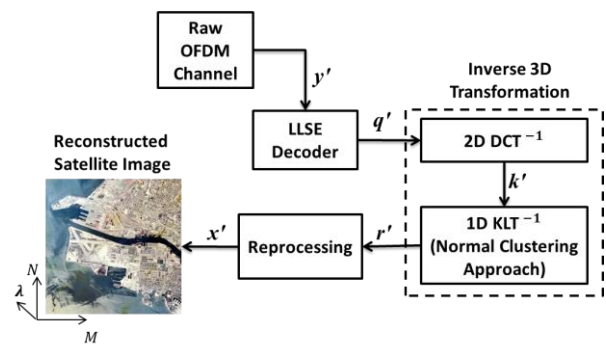 Raw
OFDM
Channel
y'
LLSE
Decoder
q'
Inverse 3D
Transformation
2D DCT⁻¹
k'
1D KLT⁻¹
(Normal Clustering
Approach)
r'
Reprocessing
x'
Reconstructed
Satellite Image
N
λ
M